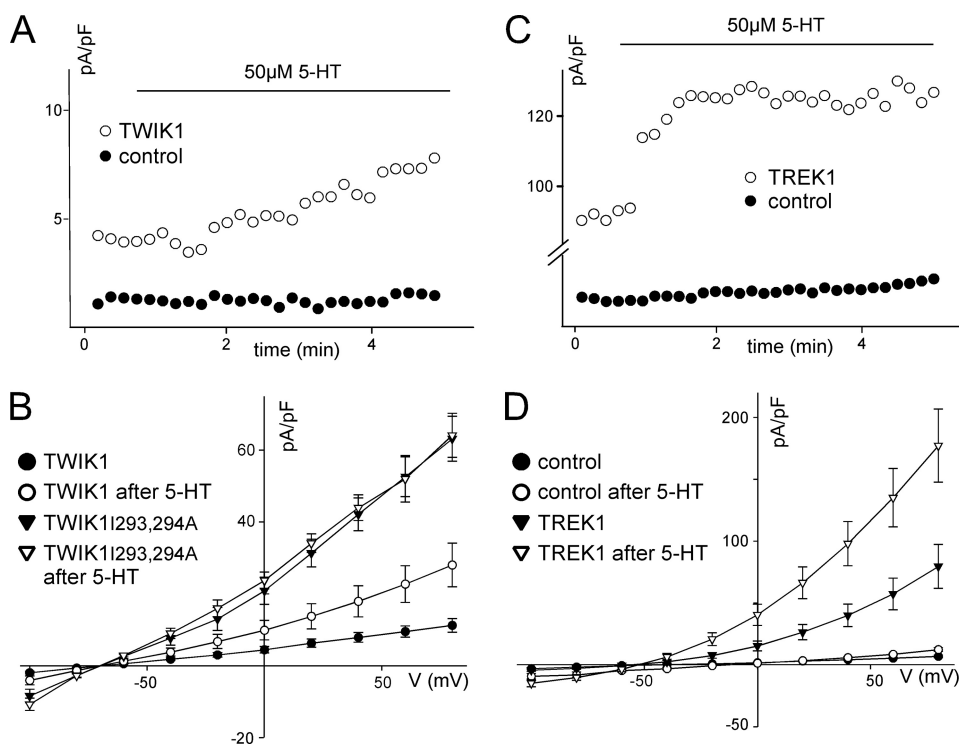 A
pA/pF
50µM 5-HT
10
TWIK1
control
5
0
2
4
time (min)
C
pA/pF
50µM 5-HT
120
TREK1
100
control
0
2
4
time (min)
B
pA/pF
TWIK1
60
TWIK1 after 5-HT
TWIK1I293,294A
40
TWIK1I293,294A
after 5-HT
-50
50
V (mV)
-20
D
pA/pF
200
control
control after 5-HT
TREK1
100
TREK1 after 5-HT
-50
50
V (mV)
-50